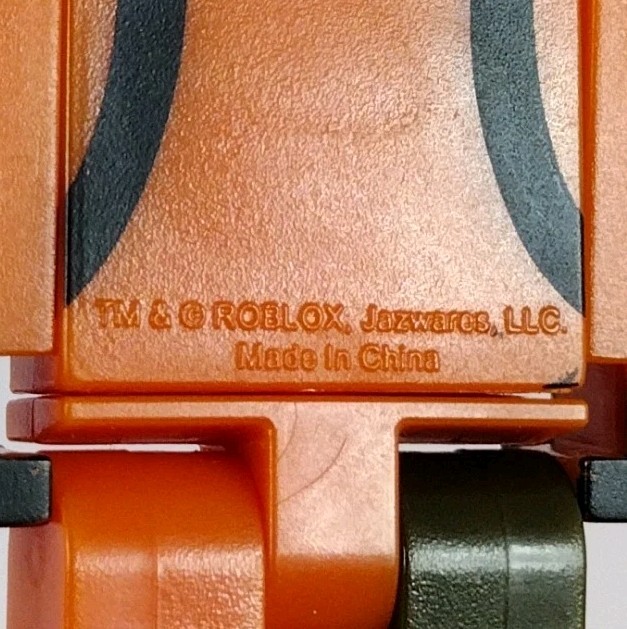 TM & © ROBLOX, Jazwares, LLC.
Made In China